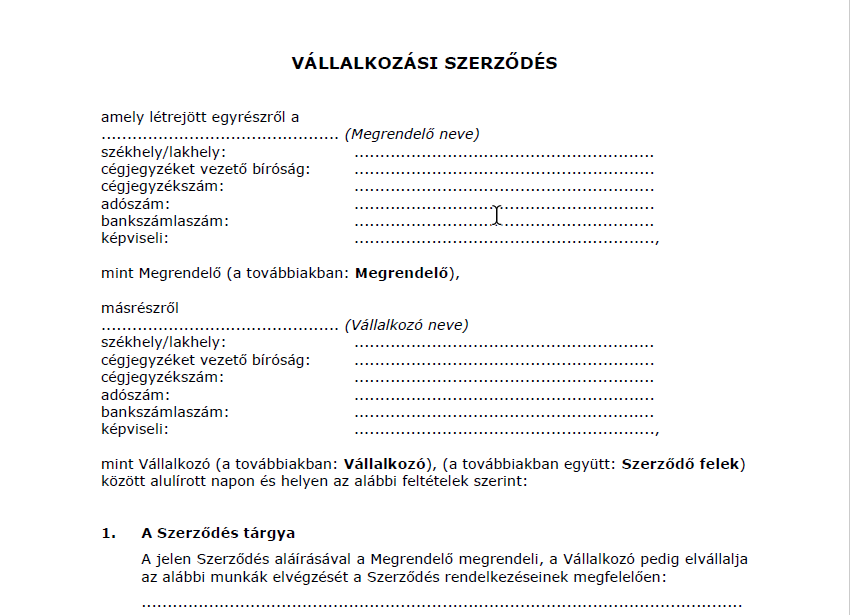 VÁLLALKOZÁSI SZERZŐDÉS
amely létrejött egyrészről a
.............................................. (Megrendelő neve)
székhely/lakhely: ..........................................................
cégjegyzéket vezető bíróság: ..........................................................
cégjegyzékszám: ..........................................................
adószám: ..........................................................
bankszámlaszám: ..........................................................
képviseli: ..........................................................,
mint Megrendelő (a továbbiakban: Megrendelő),
másrészről
.............................................. (Vállalkozó neve)
székhely/lakhely: ..........................................................
cégjegyzéket vezető bíróság: ..........................................................
cégjegyzékszám: ..........................................................
adószám: ..........................................................
bankszámlaszám: ..........................................................
képviseli: ..........................................................,
mint Vállalkozó (a továbbiakban: Vállalkozó), (a továbbiakban együtt: Szerződő felek)
között alulírott napon és helyen az alábbi feltételek szerint:
1. A Szerződés tárgya
A jelen Szerződés aláírásával a Megrendelő megrendeli, a Vállalkozó pedig elvállalja
az alábbi munkák elvégzését a Szerződés rendelkezéseinek megfelelően:
....................................................................................................................